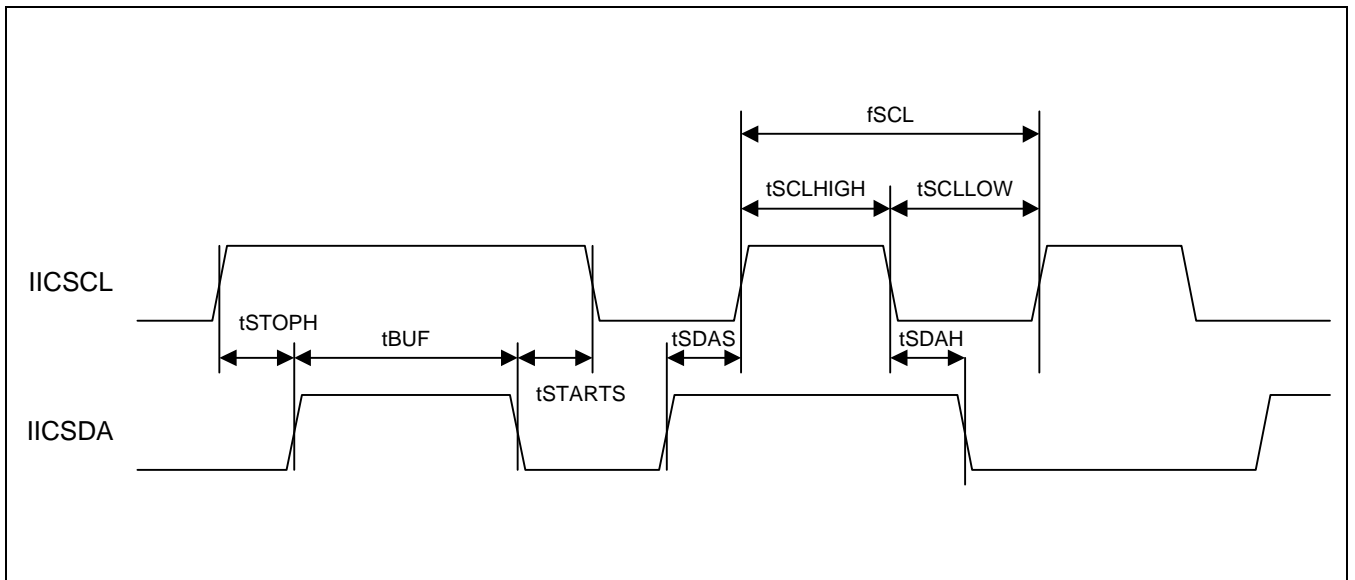 fSCL
tSCLHIGH
tSCLLOW
IICSCL
tSTOPH
tBUF
tSDAS
tSDAH
tSTARTS
IICSDA